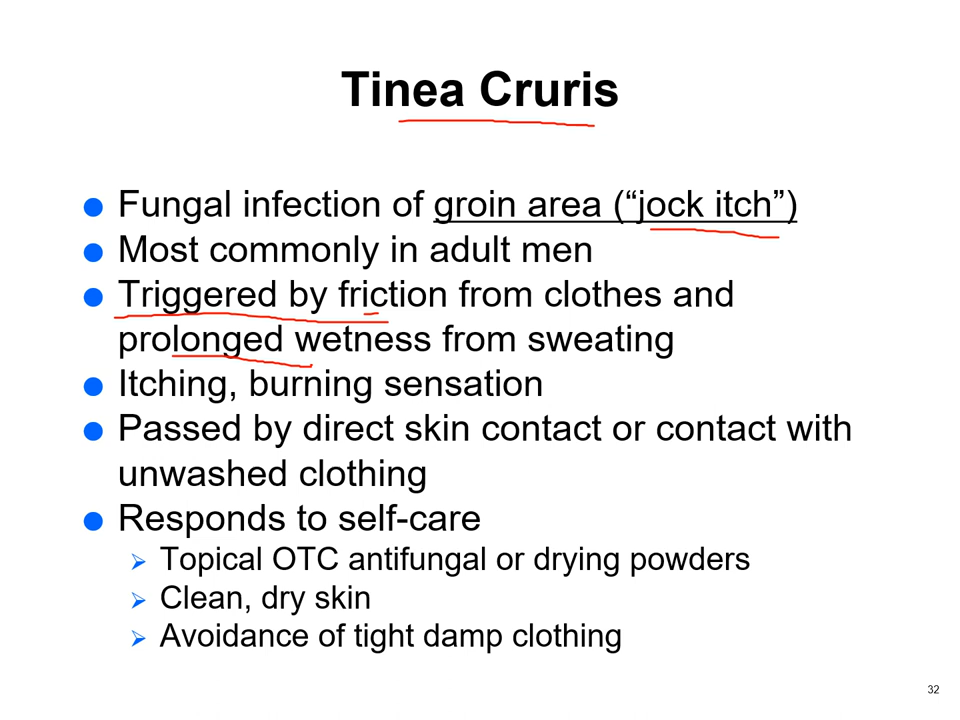 Tinea Cruris
Fungal infection of groin area (“jock itch”)
Most commonly in adult men
Triggered by friction from clothes and
prolonged wetness from sweating
Itching, burning sensation
Passed by direct skin contact or contact with
unwashed clothing
Responds to self-care
Topical OTC antifungal or drying powders
Clean, dry skin
Avoidance of tight damp clothing
32